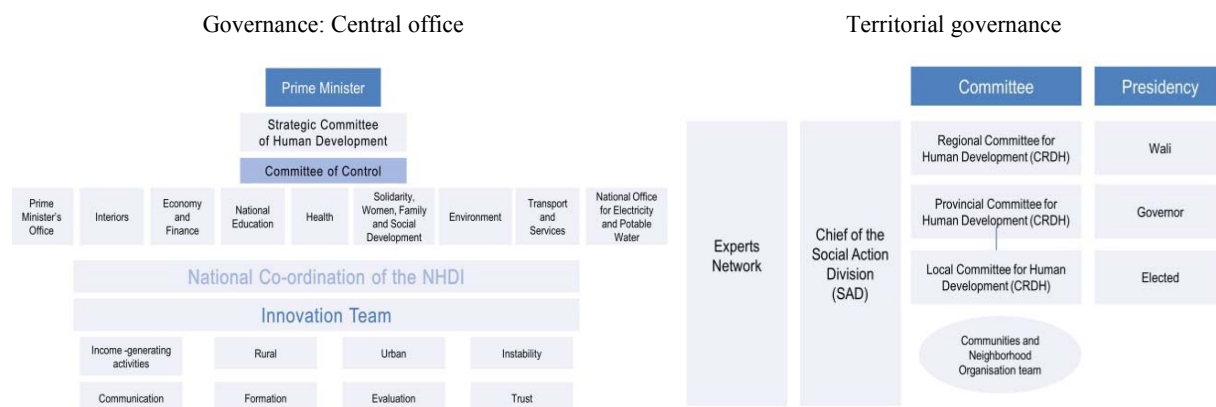 Governance: Central office
Prime Minister
Strategic Committee
of Human Development
Committee of Control
Prime
Minister's
Office
Interiors
Economy
and
Finance
National
Education
Health
Solidarity,
Women, Family
and Social
Development
Environment
Transport
and
Services
National Office
for Electricity
and Potable
Water
National Co-ordination of the NHDI
Innovation Team
Income -generating
activities
Rural
Urban
Instability
Communication
Formation
Evaluation
Trust
Territorial governance
Committee
Presidency
Experts
Network
Chief of the
Social Action
Division
(SAD)
Regional Committee for
Human Development (CRDH)
Wali
Provincial Committee for
Human Development (CRDH)
Governor
Local Committee for Human
Development (CRDH)
Elected
Communities and
Neighborhood
Organisation team